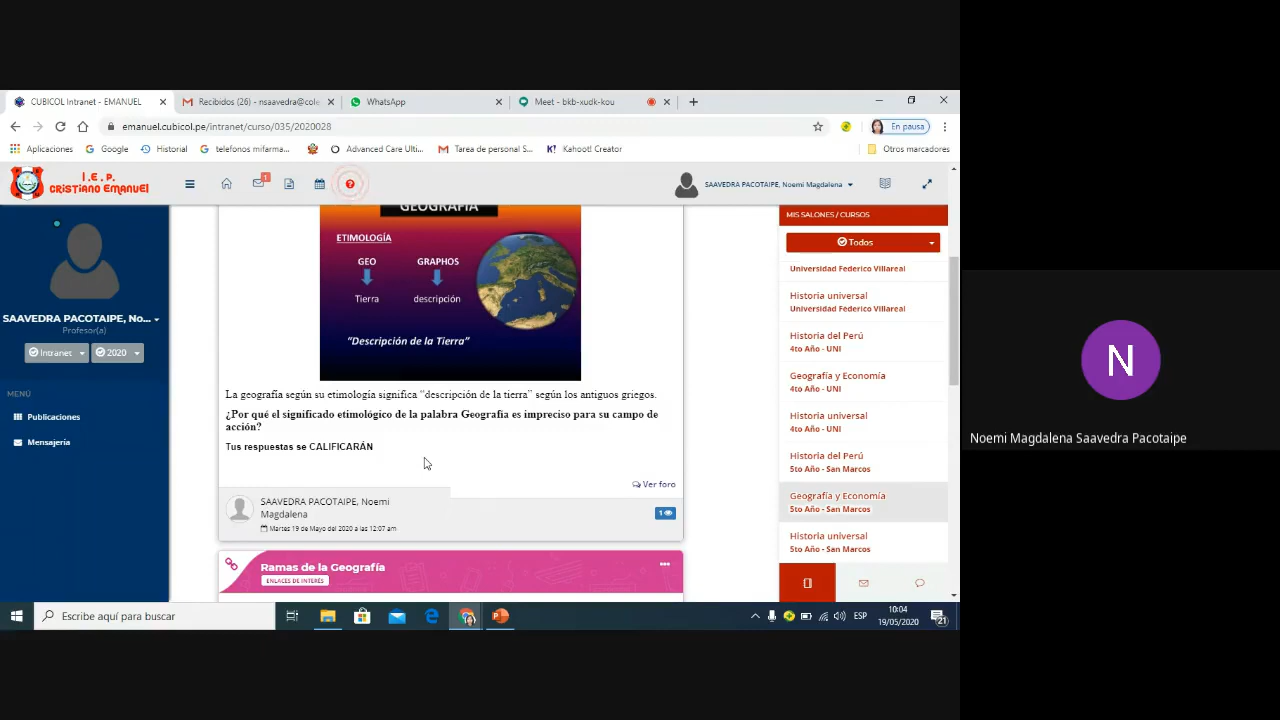 CUBICOL Intranet - EMANUEL
Recibidos (26) - nsaavedra@cole
WhatsApp
Meet - bkb-xudk-kou
emanuel.cubicol.pe/intranet/curso/035/2020028
En pausa
Aplicaciones
Google
Historial
telefonos mifarma...
Advanced Care Ulti...
Tarea de personal S...
Kahoot! Creator
Otros marcadores
I.E.P.
CRISTIANO EMANUEL
1
SAAVEDRA PACOTAIPE, Noemi Magdalena
SAAVEDRA PACOTAIPE, No...
Profesor(a)
Intranet
2020
MENÚ
Publicaciones
Mensajería
GEOGRAFÍA
ETIMOLOGÍA
GEO
GRAPHOS
Tierra
descripción
“Descripción de la Tierra”
La geografía según su etimología significa “descripción de la tierra” según los antiguos griegos.
¿Por qué el significado etimológico de la palabra Geografía es impreciso para su campo de
acción?
Tus respuestas se CALIFICARÁN
Ver foro
SAAVEDRA PACOTAIPE, Noemi
Magdalena
Martes 19 de Mayo del 2020 a las 12:07 am
1
Ramas de la Geografía
ENLACES DE INTERÉS
MIS SALONES / CURSOS
Todos
Universidad Federico Villareal
Historia universal
Universidad Federico Villareal
Historia del Perú
4to Año - UNI
Geografía y Economía
4to Año - UNI
Historia universal
4to Año - UNI
Historia del Perú
5to Año - San Marcos
Geografía y Economía
5to Año - San Marcos
Historia universal
5to Año - San Marcos
Escribe aquí para buscar
ESP
10:04
19/05/2020
21
N
Noemi Magdalena Saavedra Pacotaipe